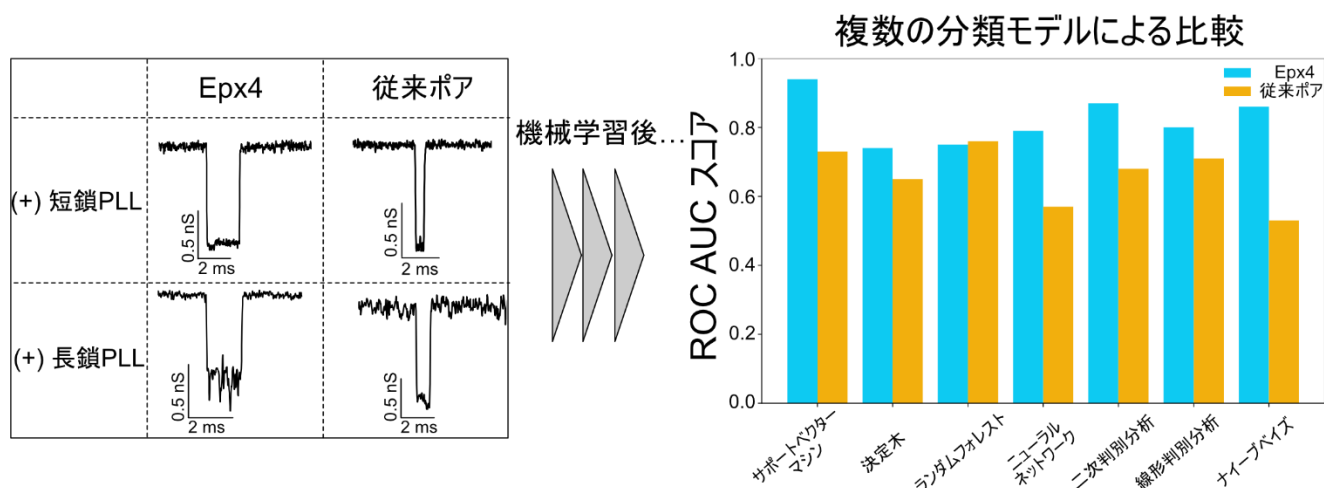 Epx4
従来ポア
(+) 短鎖PLL
0.5 nS
2 ms
0.5 nS
2 ms
(+) 長鎖PLL
0.5 nS
2 ms
0.5 nS
2 ms
機械学習後…
複数の分類モデルによる比較
ROC AUC スコア
1.0
0.8
0.6
0.4
0.2
0.0
Epx4
従来ポア
サポートベクター
マシン
決定木
ランダムフォレスト
ニューラル
ネットワーク
二次判別分析
線形判別分析
ナイーブベイズ